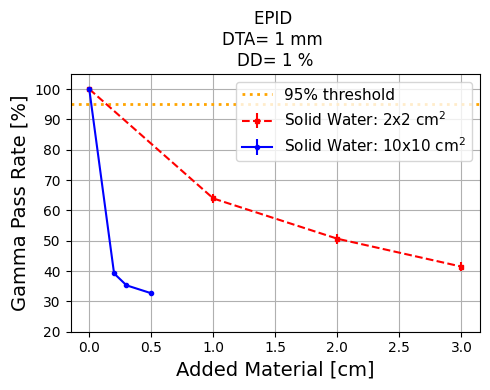 EPID
DTA= 1 mm
DD= 1 %
95% threshold
Solid Water: 2x2 cm²
Solid Water: 10x10 cm²
Gamma Pass Rate [%]
100
90
80
70
60
50
40
30
20
0.0 0.5 1.0 1.5 2.0 2.5 3.0
Added Material [cm]